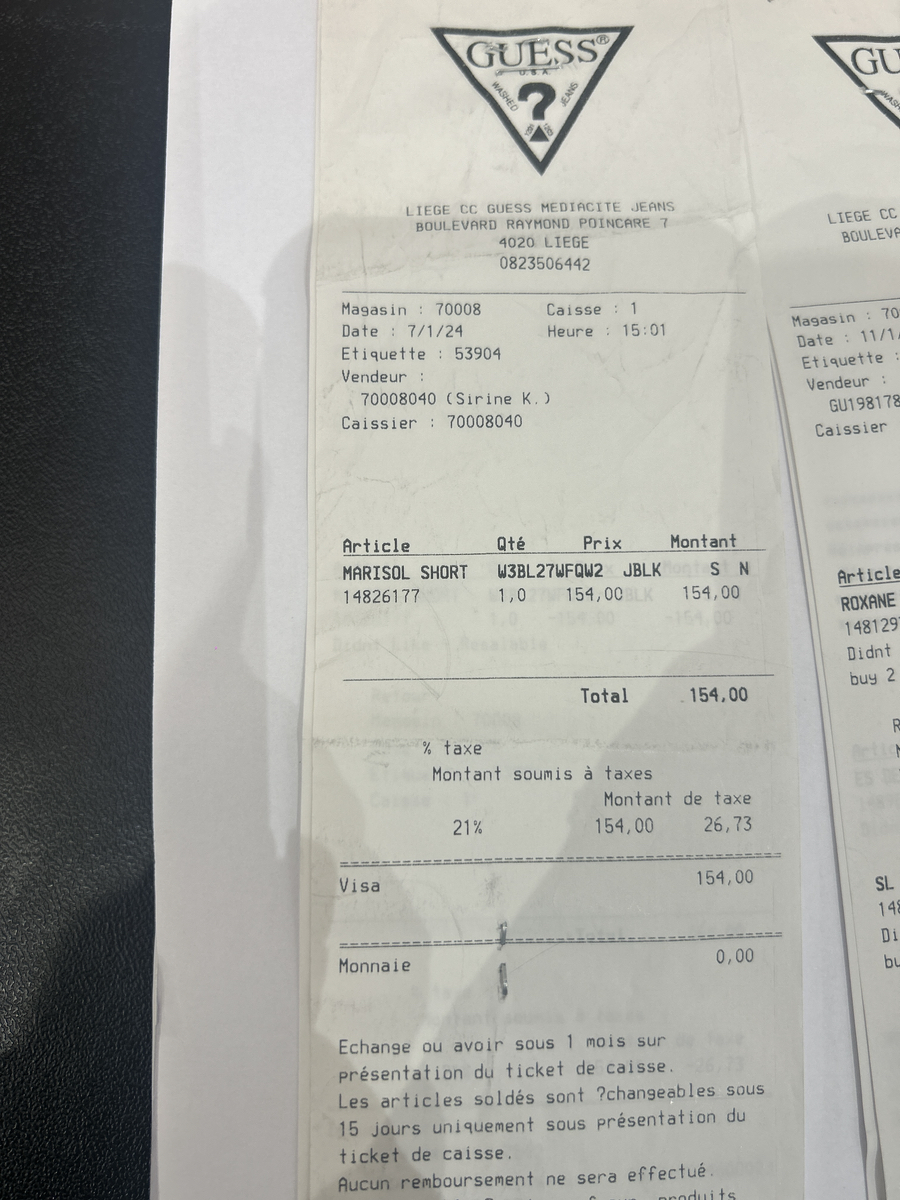 GUESS®
U.S.A.
WASHED
JEANS
?
LIEGE CC GUESS MEDIACITE JEANS
BOULEVARD RAYMOND POINCARE 7
4020 LIEGE
0823506442
Magasin : 70008 Caisse : 1
Date : 7/1/24 Heure : 15:01
Etiquette : 53904
Vendeur :
70008040 (Sirine K.)
Caissier : 70008040
Article Qté Prix Montant
MARISOL SHORT W3BL27WFQW2 JBLK S N
14826177 1,0 154,00 154,00
Total 154,00
% taxe
Montant soumis à taxes
Montant de taxe
21% 154,00 26,73
Visa 154,00
Monnaie 0,00
Echange ou avoir sous 1 mois sur
présentation du ticket de caisse.
Les articles soldés sont ?changeables sous
15 jours uniquement sous présentation du
ticket de caisse.
Aucun remboursement ne sera effectué.
produits
GU
LIEGE CC
BOULEVA
Magasin : 70
Date : 11/1/
Etiquette :
Vendeur :
GU198178
Caissier
Article
ROXANE
148129
Didnt
buy 2
SL
148
Di
bu